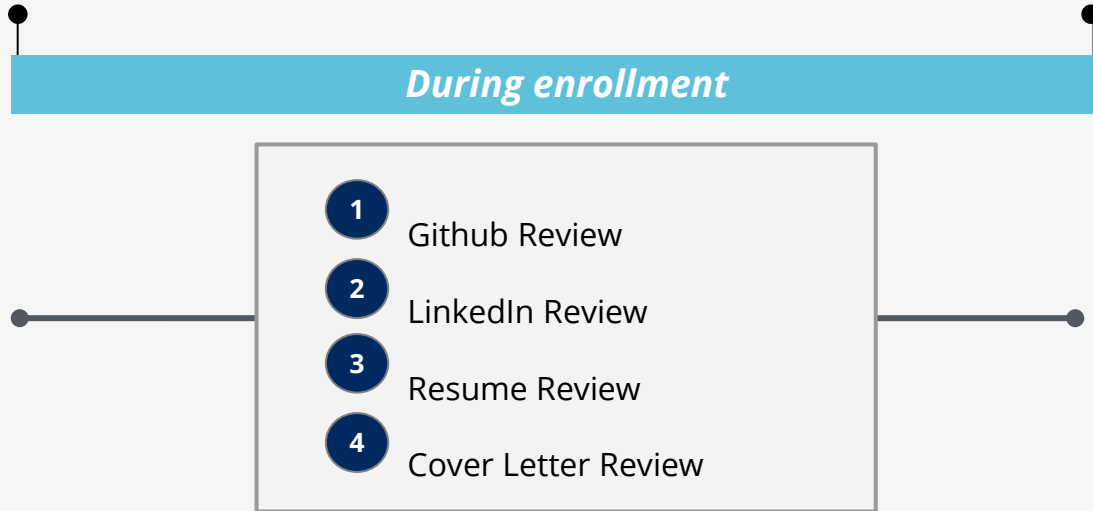 During enrollment
1
Github Review
2
LinkedIn Review
3
Resume Review
4
Cover Letter Review